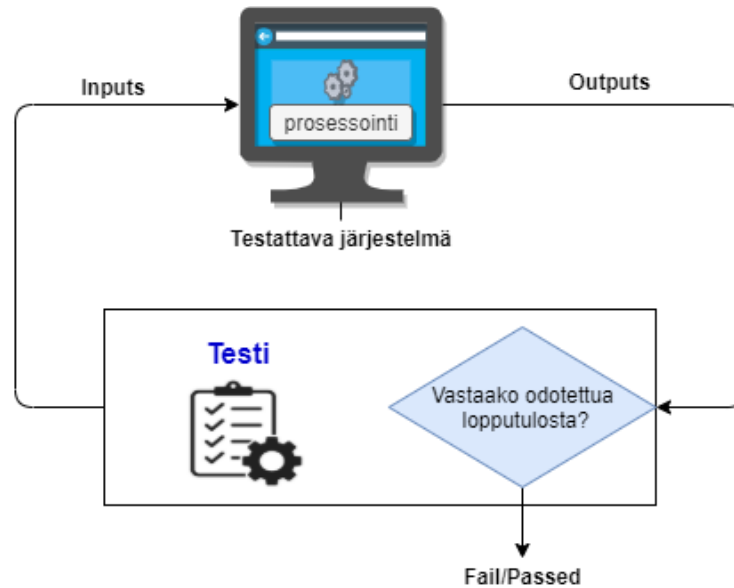 Inputs
Outputs
prosessointi
Testattava järjestelmä
Testi
Vastaako odotettua
lopputulosta?
Fail/Passed